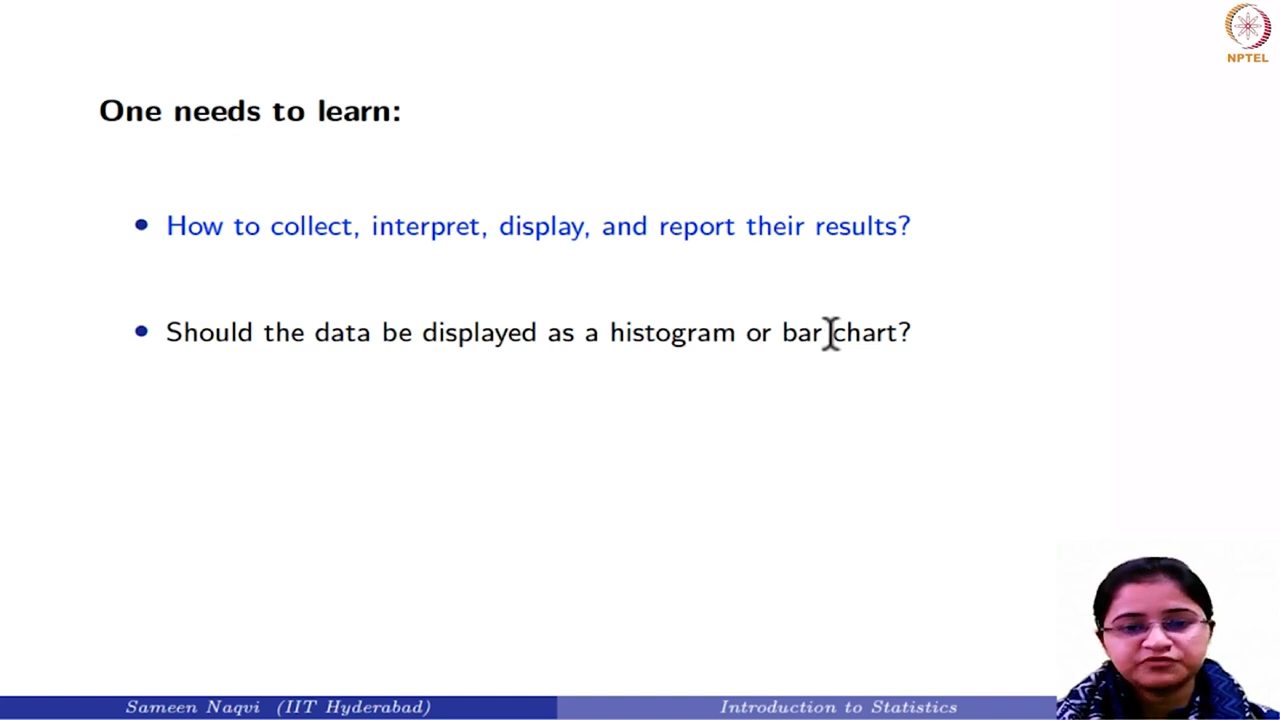 NPTEL
One needs to learn:
• How to collect, interpret, display, and report their results?
• Should the data be displayed as a histogram or bar chart?
Sameen Naqvi (IIT Hyderabad)
Introduction to Statistics